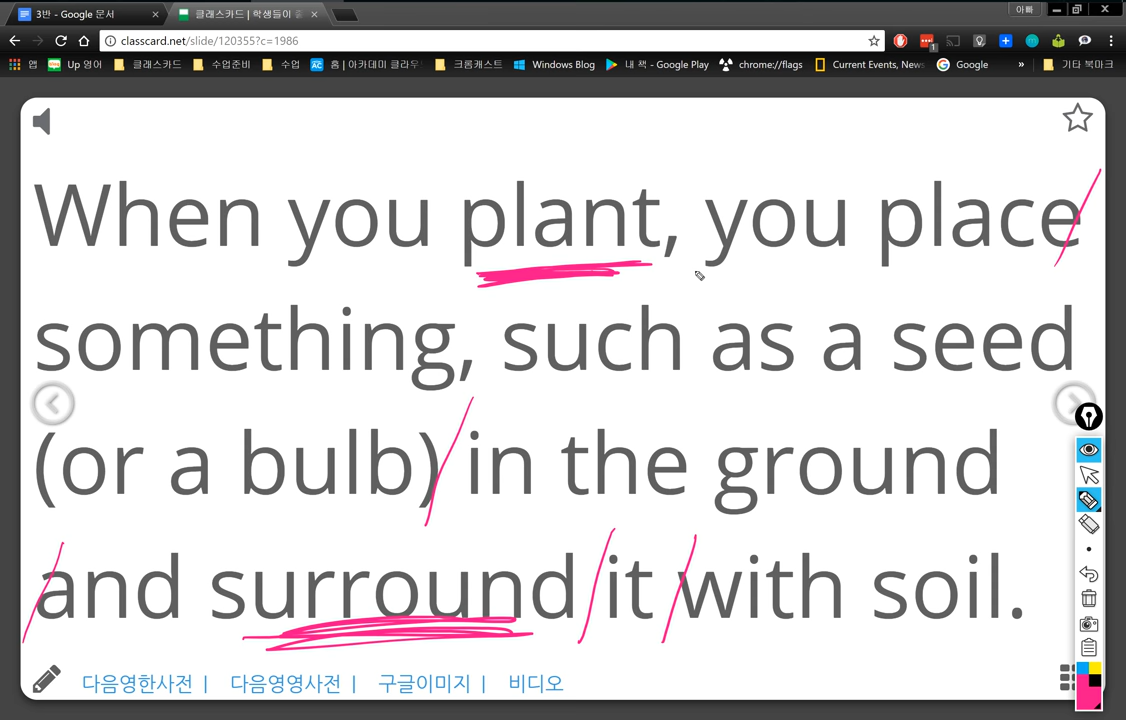 3반 - Google 문서
클래스카드 | 학생들이 좋
아빠
classcard.net/slide/120355?c=1986
1
앱 Up 영어 클래스카드 수업준비 수업 홈 | 아카데미 클라우 크롬캐스트 Windows Blog 내 책 - Google Play chrome://flags Current Events, News Google » 기타 북마크
When you plant, you place
something, such as a seed
(or a bulb) in the ground
and surround it with soil.
다음영한사전 | 다음영영사전 | 구글이미지 | 비디오